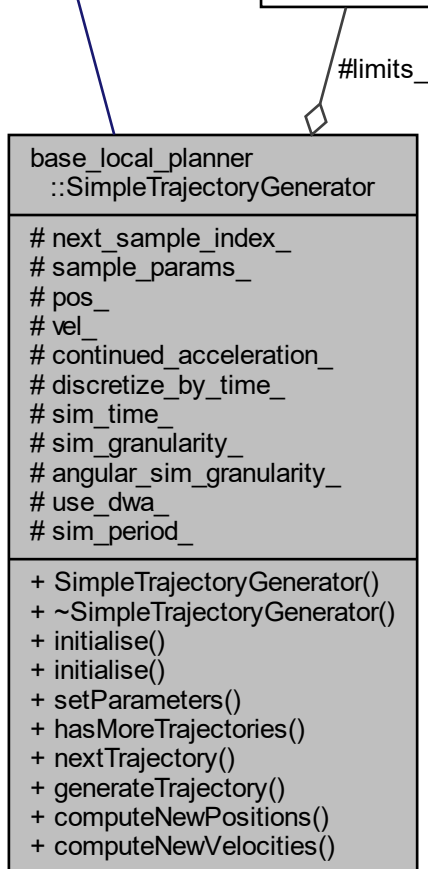 #limits_
base_local_planner
::SimpleTrajectoryGenerator
# next_sample_index_
# sample_params_
# pos_
# vel_
# continued_acceleration_
# discretize_by_time_
# sim_time_
# sim_granularity_
# angular_sim_granularity_
# use_dwa_
# sim_period_
+ SimpleTrajectoryGenerator()
+ ~SimpleTrajectoryGenerator()
+ initialise()
+ initialise()
+ setParameters()
+ hasMoreTrajectories()
+ nextTrajectory()
+ generateTrajectory()
+ computeNewPositions()
+ computeNewVelocities()